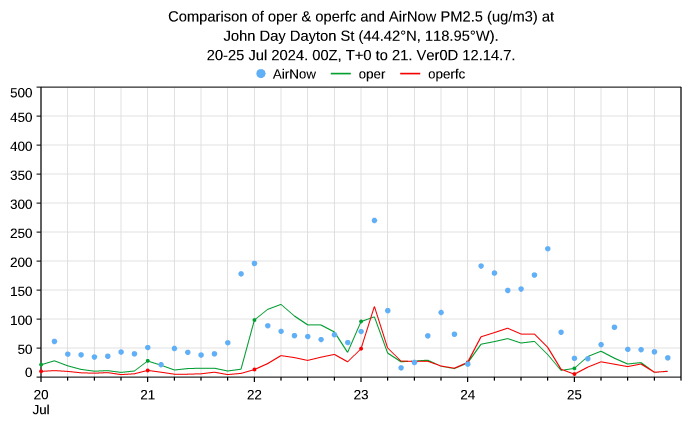 Comparison of oper & operfc and AirNow PM2.5 (ug/m3) at
John Day Dayton St (44.42°N, 118.95°W).
20-25 Jul 2024. 00Z, T+0 to 21. Ver0D 12.14.7.
AirNow oper operfc
500
450
400
350
300
250
200
150
100
50
0
20 21 22 23 24 25
Jul